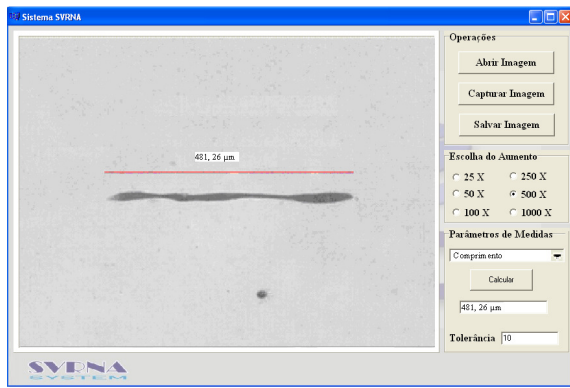 Sistema SVRNA
481, 26 µm
Operações
Abrir Imagem
Capturar Imagem
Salvar Imagem
Escolha do Aumento
25 X
250 X
50 X
500 X
100 X
1000 X
Parâmetros de Medidas
Comprimento
Calcular
481, 26 µm
Tolerância 10
SVRNA
SYSTEM